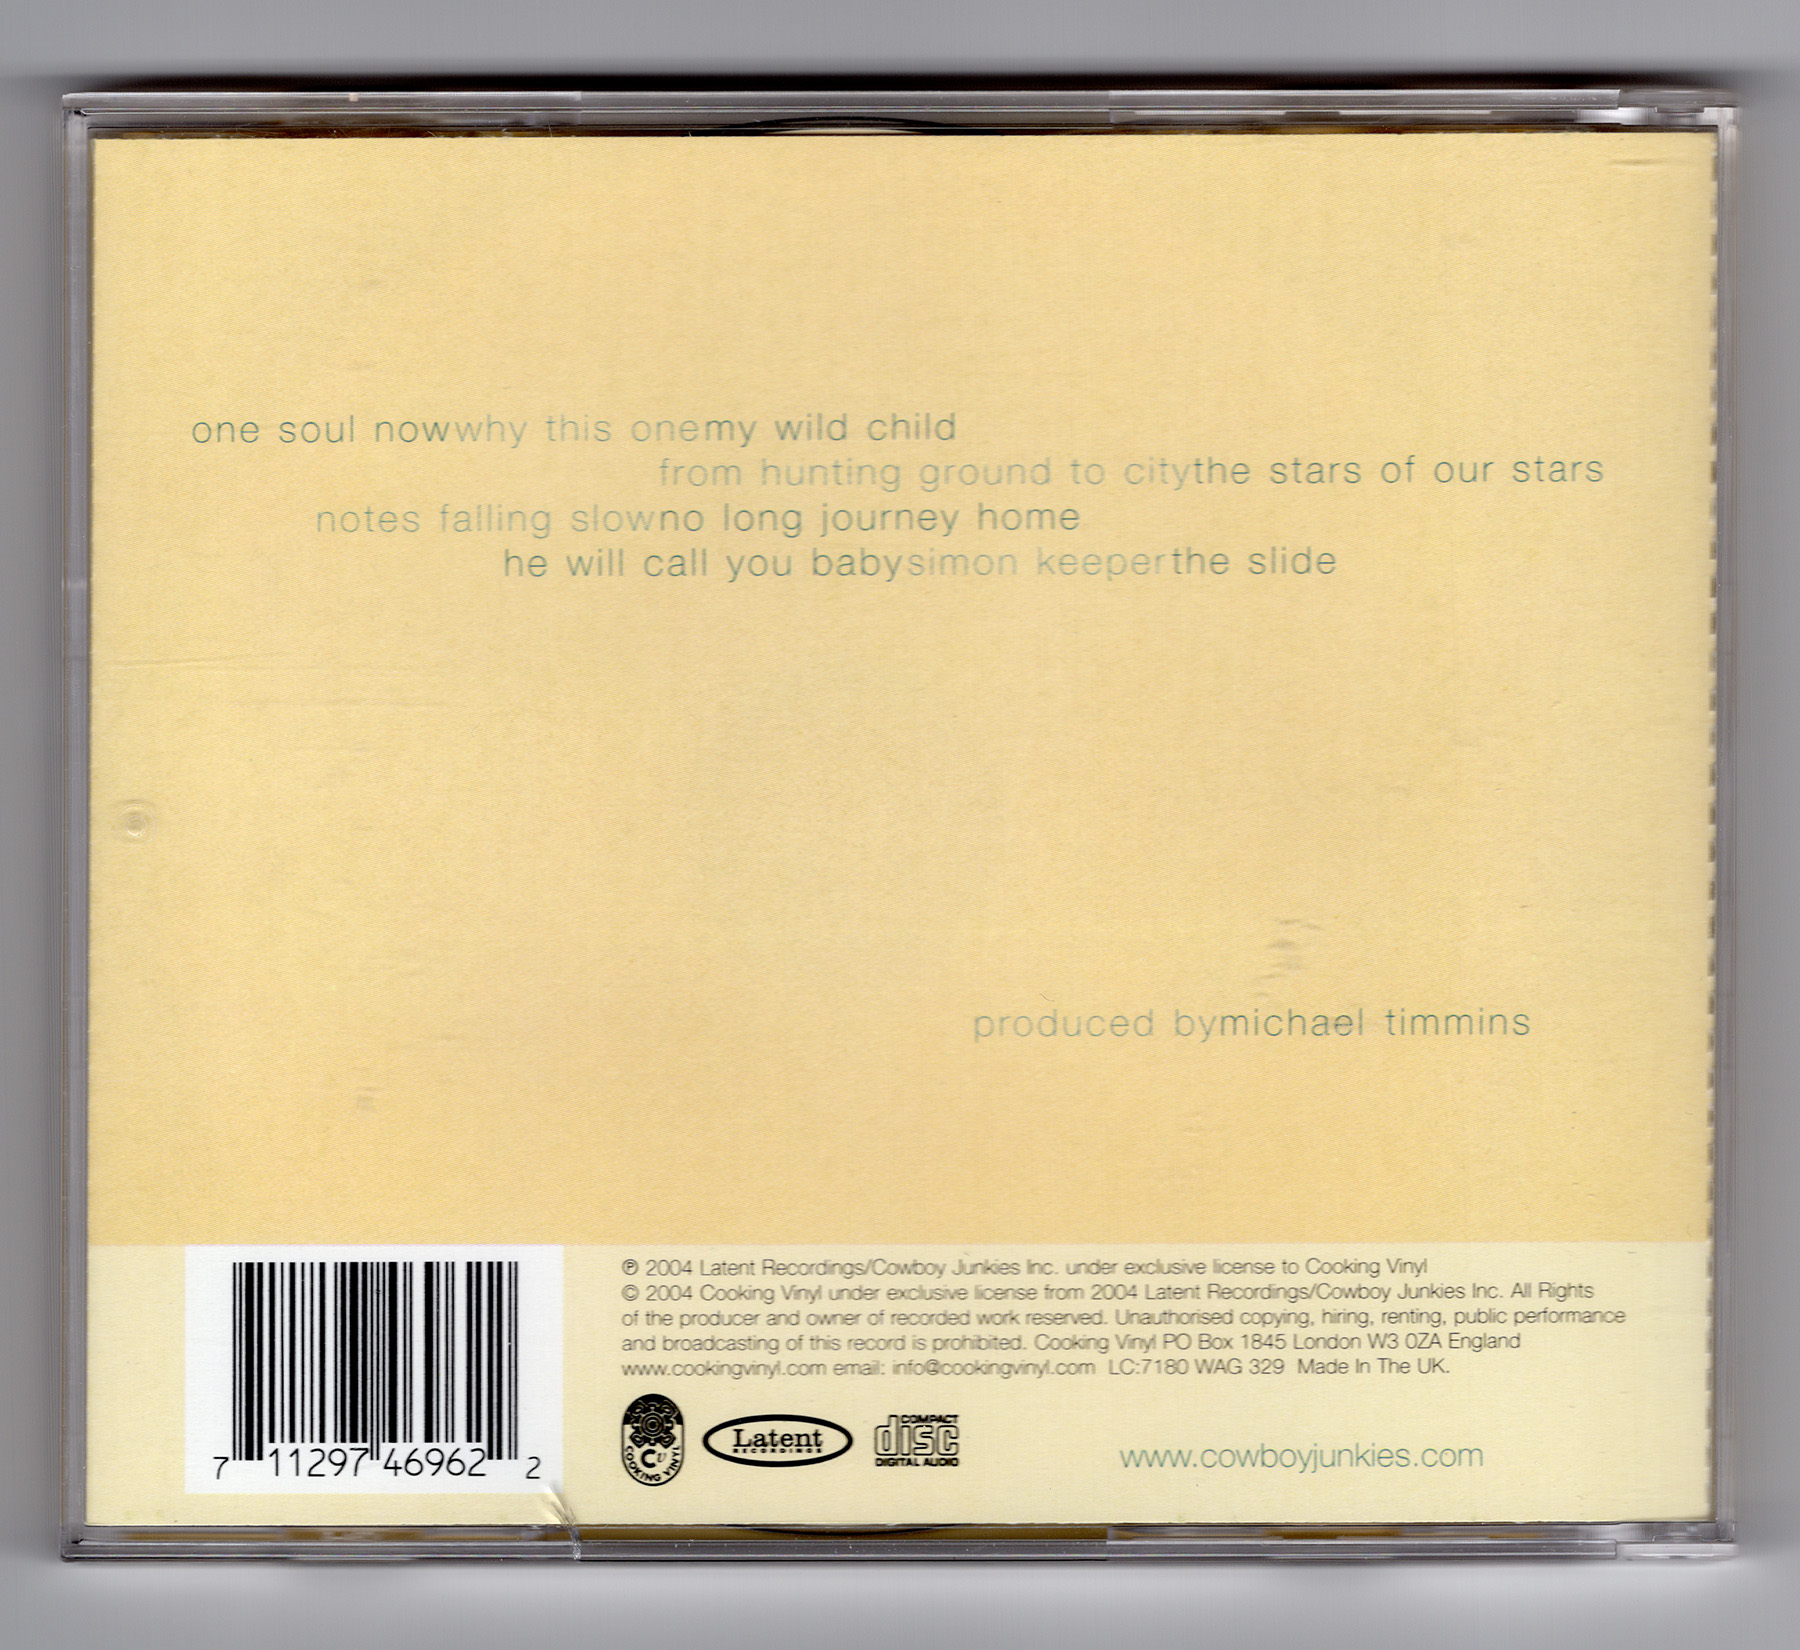 one soul nowwhy this onemy wild child
from hunting ground to citythe stars of our stars
notes falling slowno long journey home
he will call you babysimon keeperthe slide
produced bymichael timmins
℗ 2004 Latent Recordings/Cowboy Junkies Inc. under exclusive license to Cooking Vinyl
© 2004 Cooking Vinyl under exclusive license from 2004 Latent Recordings/Cowboy Junkies Inc. All Rights
of the producer and owner of recorded work reserved. Unauthorised copying, hiring, renting, public performance
and broadcasting of this record is prohibited. Cooking Vinyl PO Box 1845 London W3 0ZA England
www.cookingvinyl.com email: info@cookingvinyl.com LC:7180 WAG 329 Made In The UK.
7 11297 46962 2
CV
COOKING VINYL
Latent
RECORDINGS
COMPACT
disc
DIGITAL AUDIO
www.cowboyjunkies.com